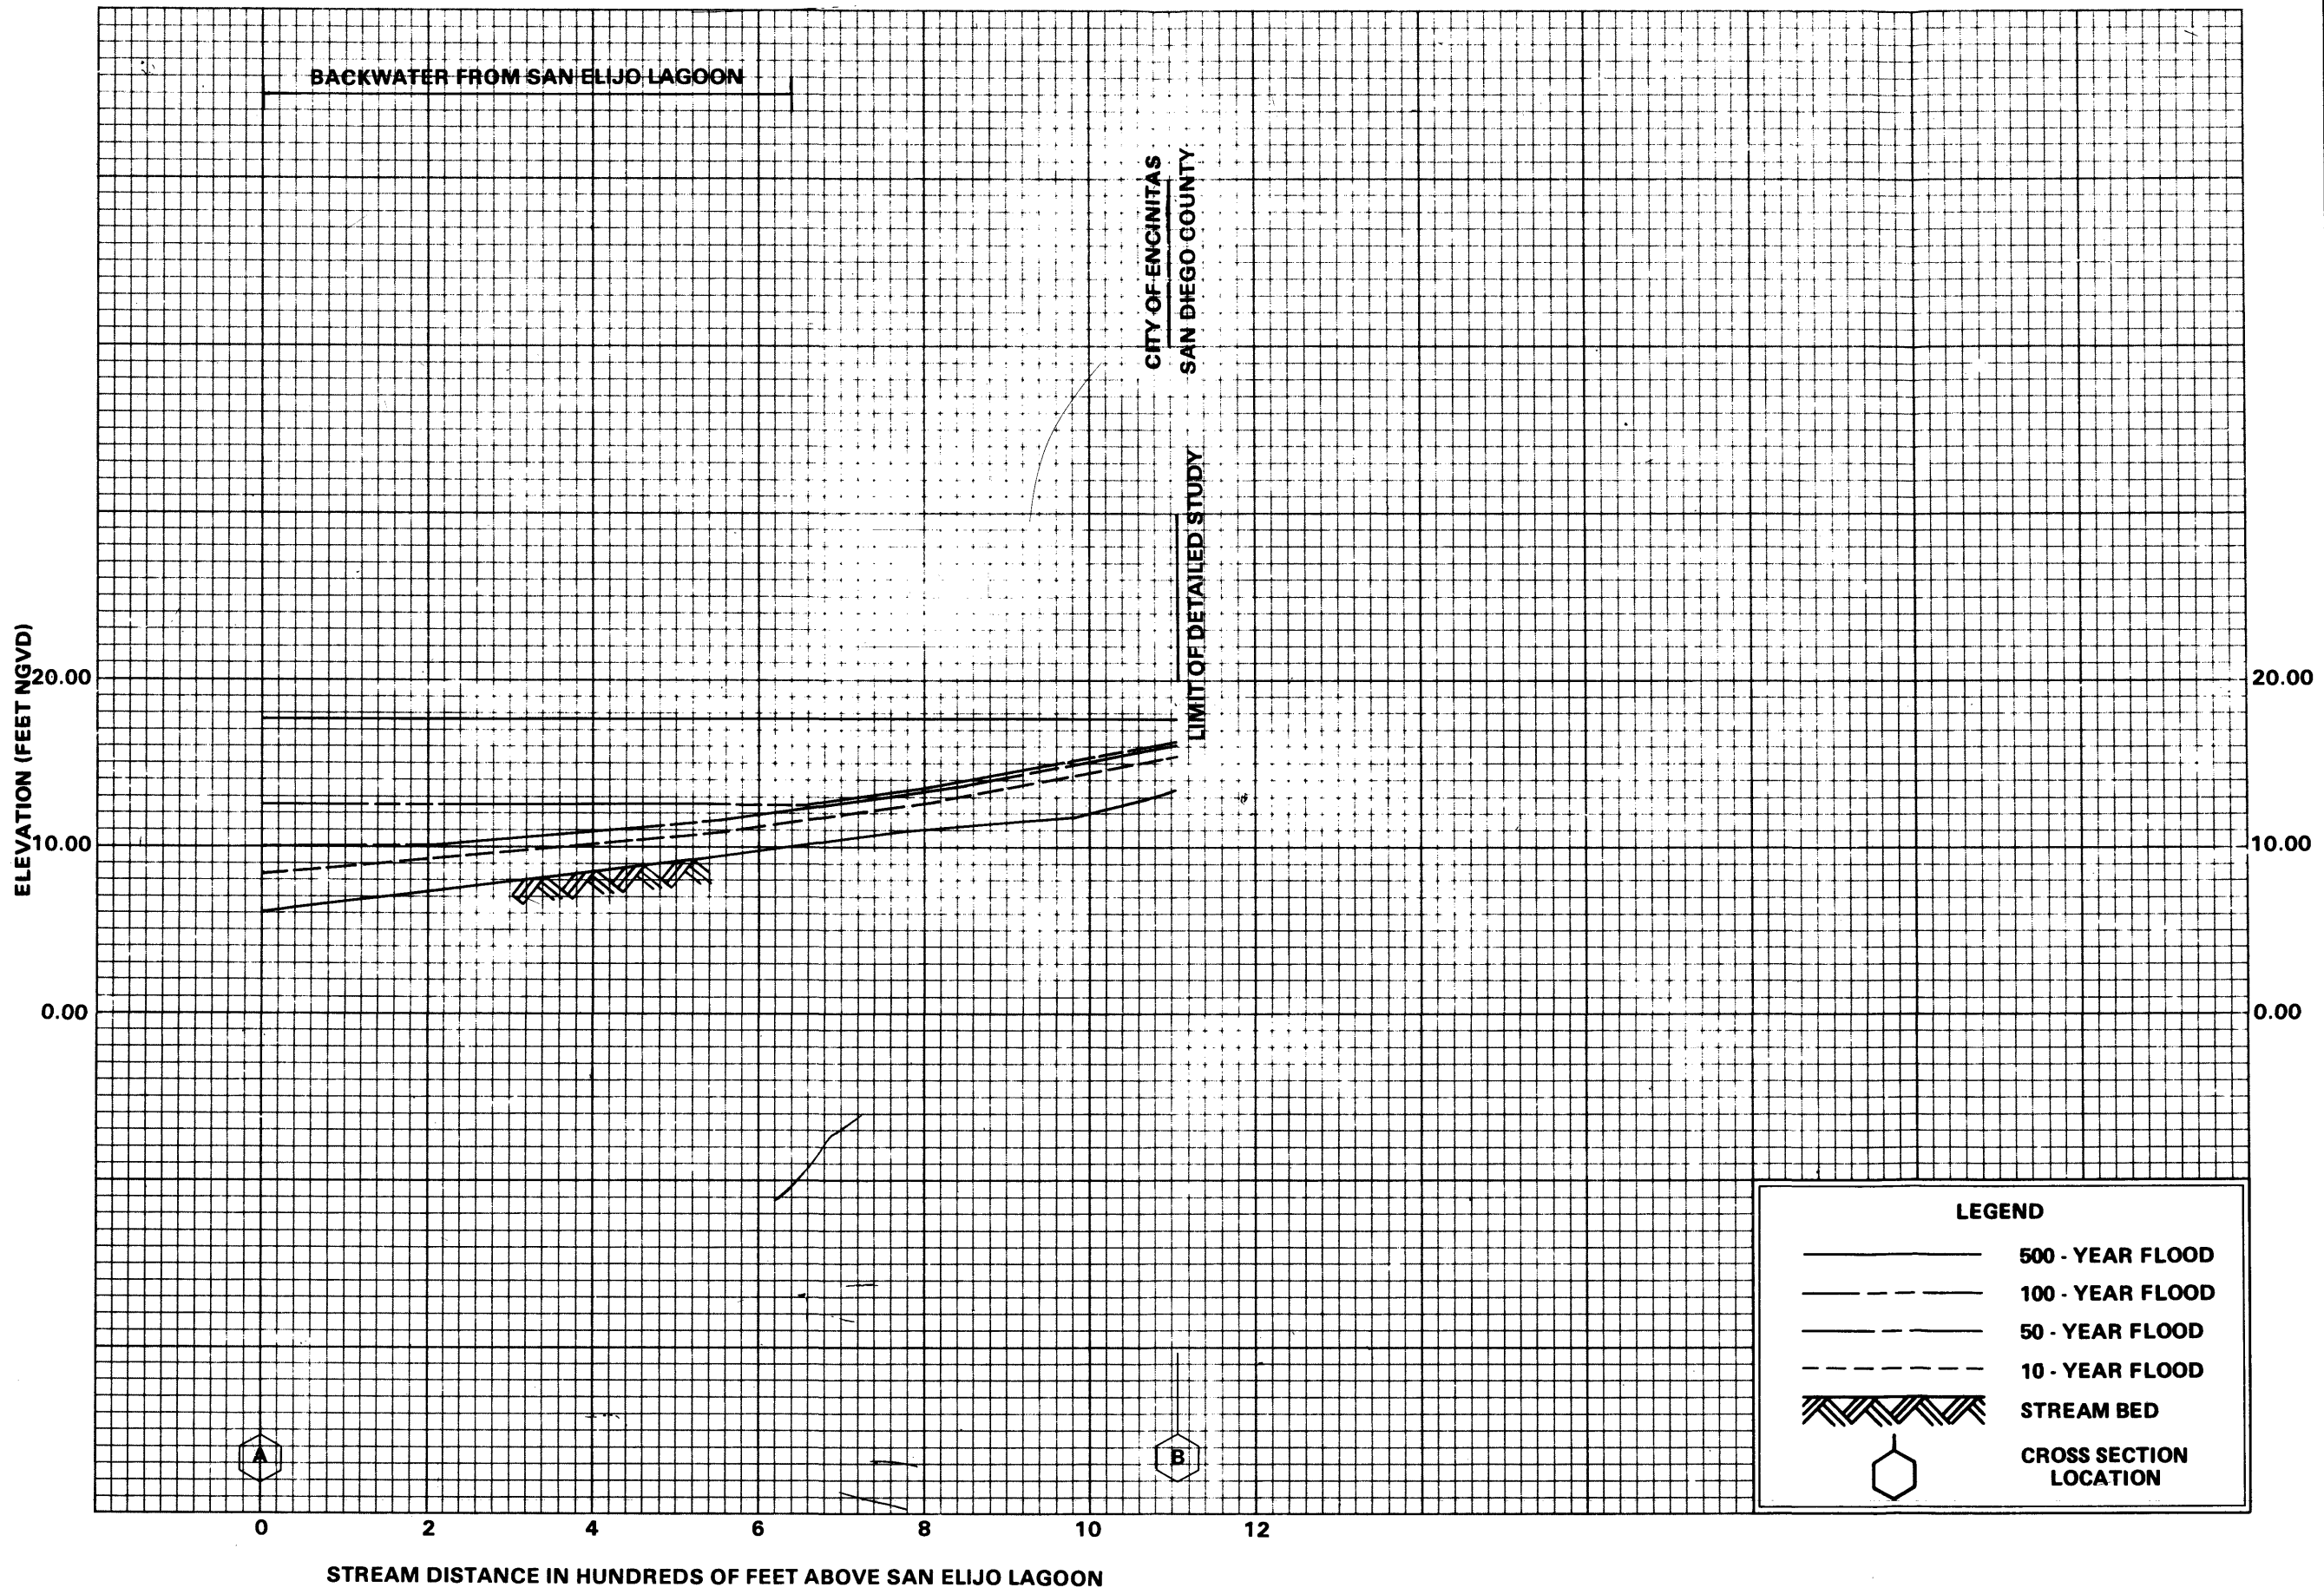 BACKWATER FROM SAN ELIJO LAGOON
CITY OF ENCINITAS
SAN DIEGO COUNTY
LIMIT OF DETAILED STUDY
ELEVATION (FEET NGVD)
20.00
20.00
10.00
10.00
0.00
0.00
LEGEND
500 - YEAR FLOOD
100 - YEAR FLOOD
50 - YEAR FLOOD
10 - YEAR FLOOD
STREAM BED
CROSS SECTION
LOCATION
A
B
0 2 4 6 8 10 12
STREAM DISTANCE IN HUNDREDS OF FEET ABOVE SAN ELIJO LAGOON